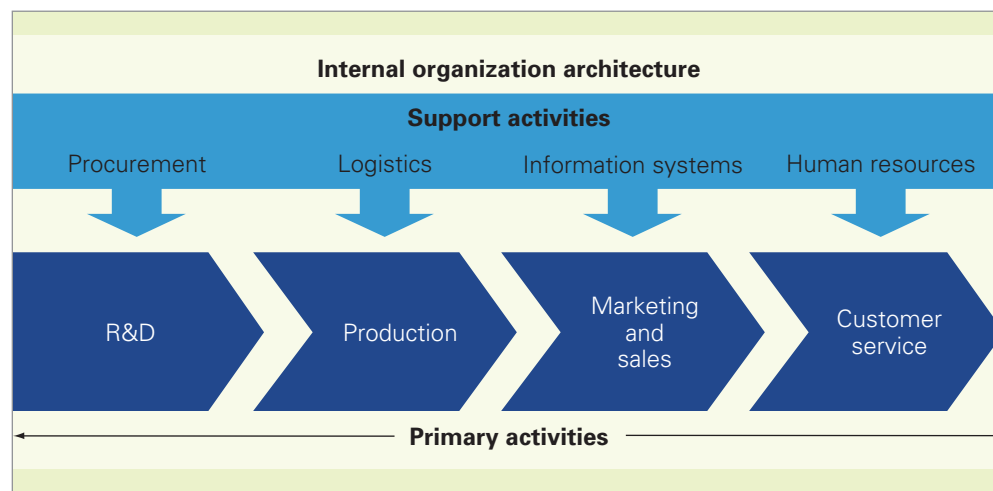 Internal organization architecture
Support activities
Procurement
Logistics
Information systems
Human resources
R&D
Production
Marketing
and
sales
Customer
service
Primary activities